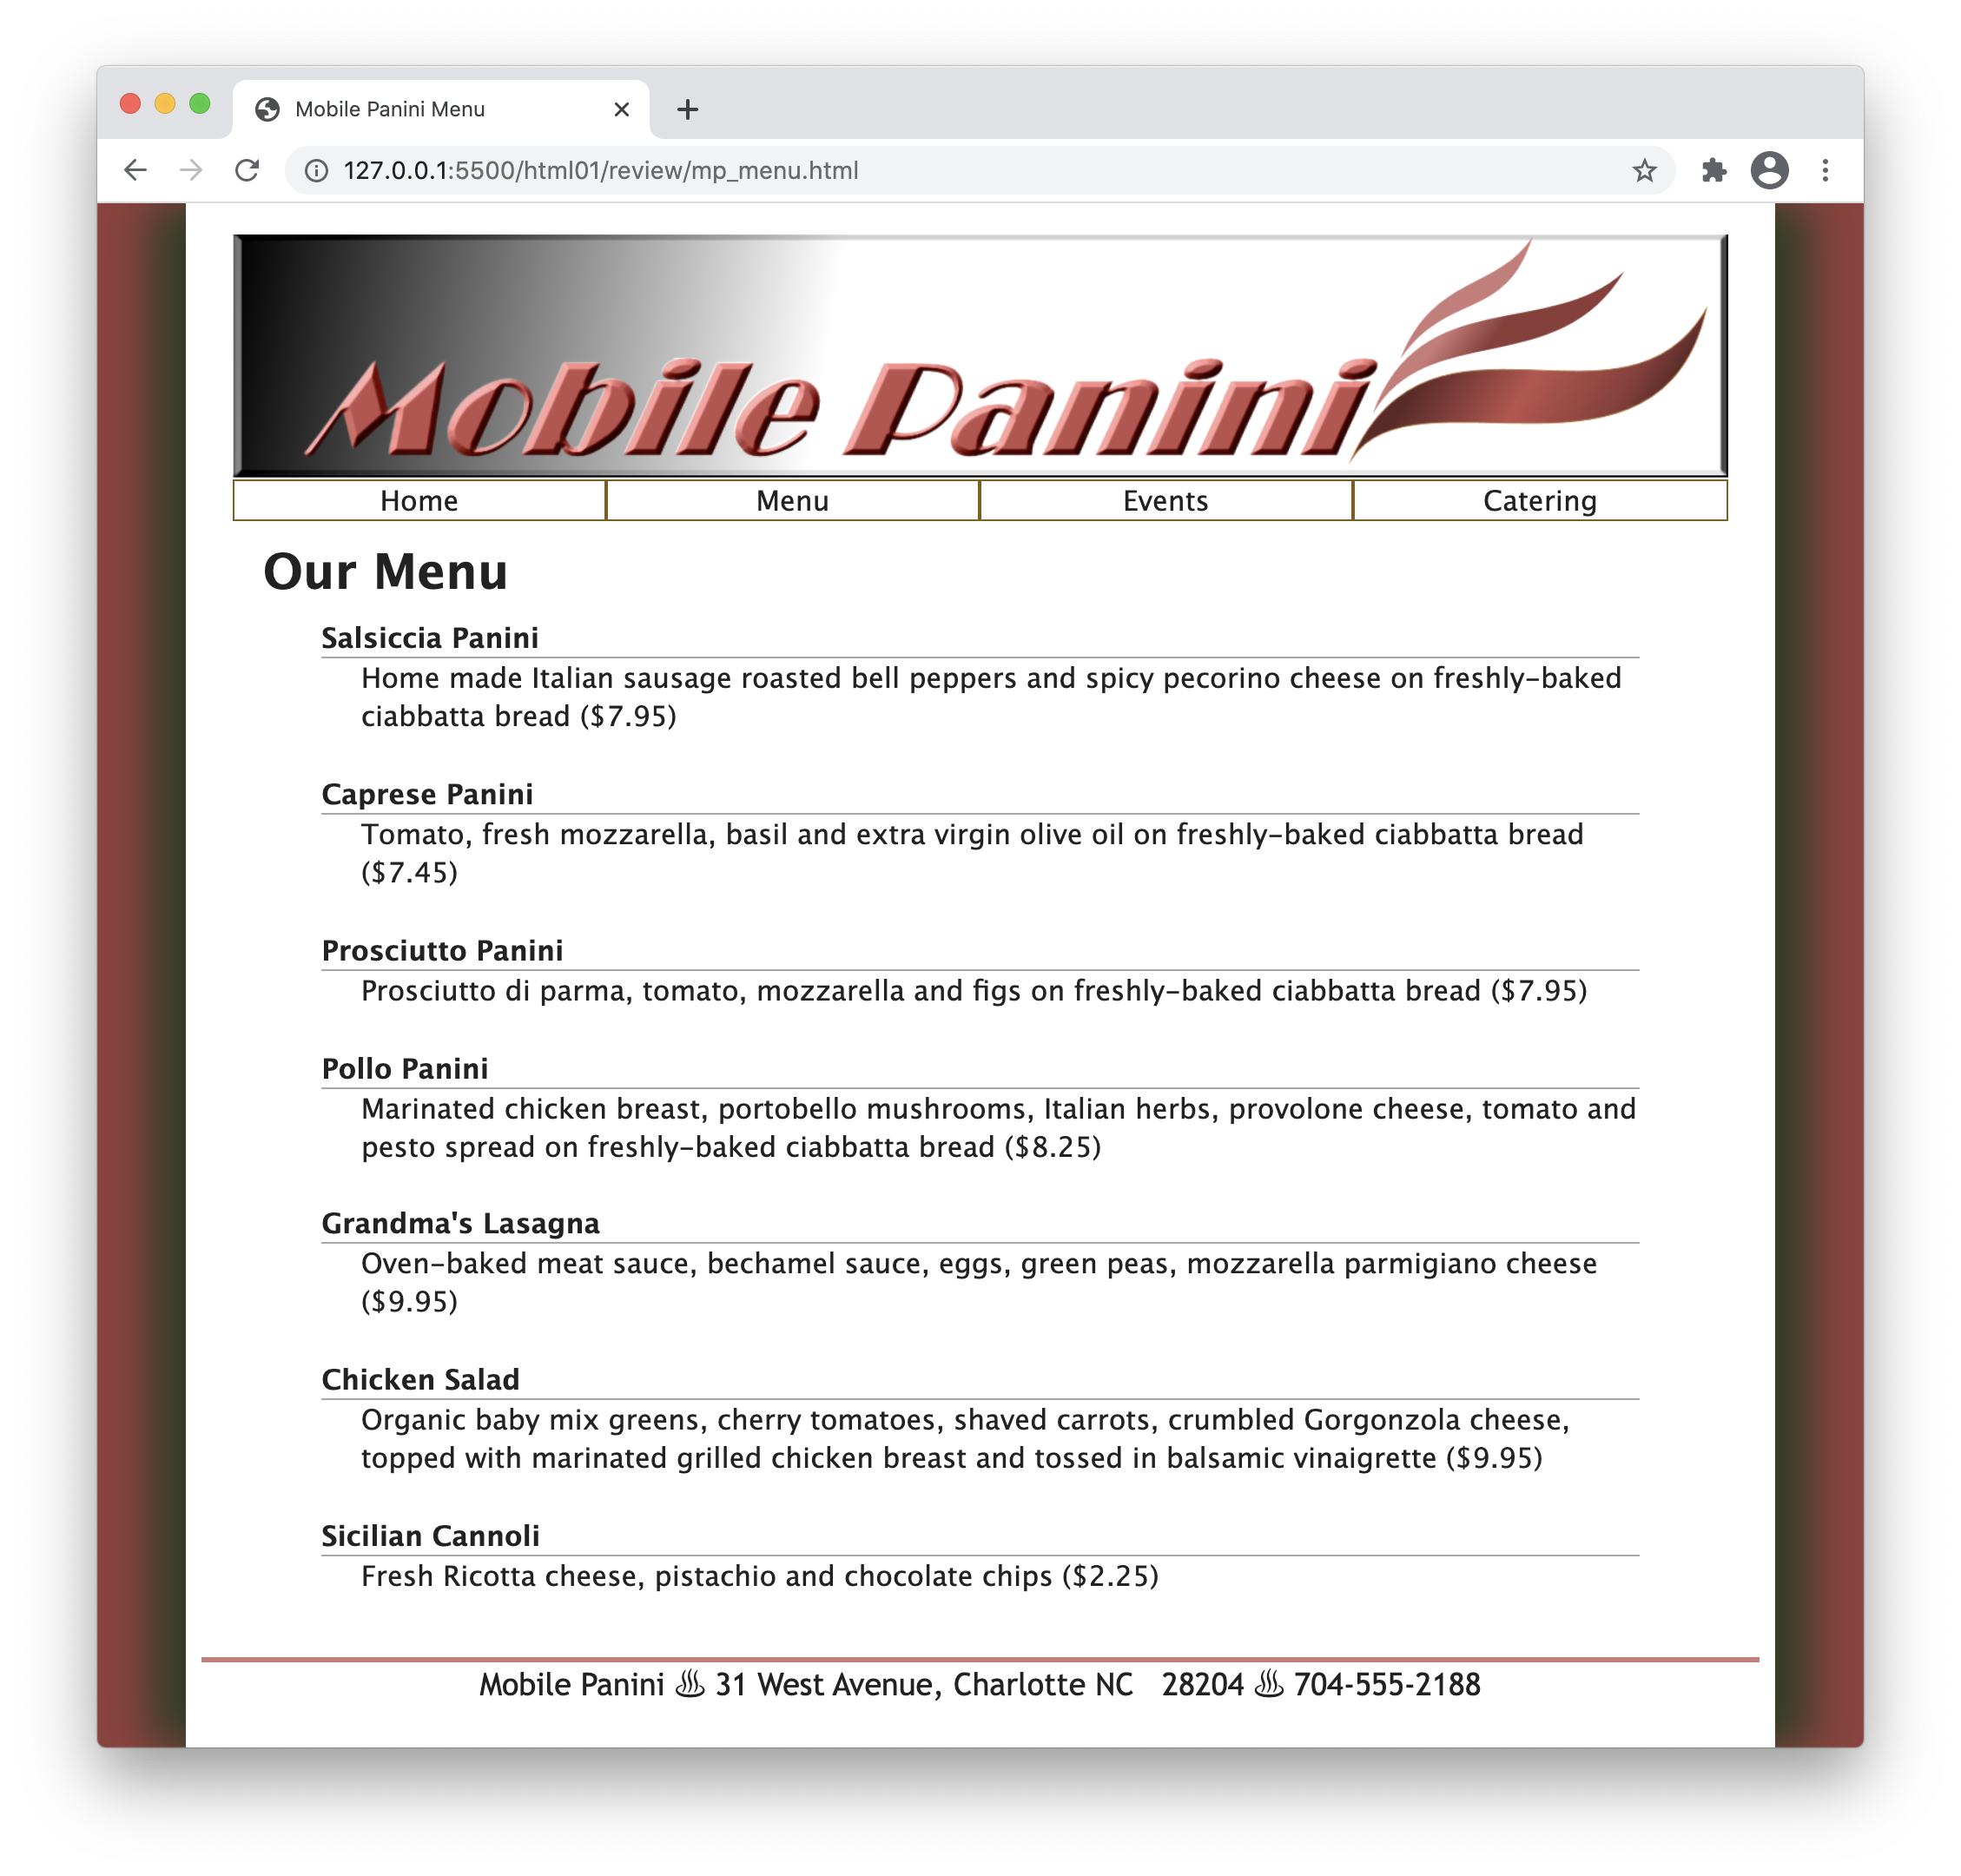 Mobile Panini Menu
127.0.0.1:5500/html01/review/mp_menu.html
Mobile Panini
Home Menu Events Catering
Our Menu
Salsiccia Panini
Home made Italian sausage roasted bell peppers and spicy pecorino cheese on freshly-baked
ciabbatta bread ($7.95)
Caprese Panini
Tomato, fresh mozzarella, basil and extra virgin olive oil on freshly-baked ciabbatta bread
($7.45)
Prosciutto Panini
Prosciutto di parma, tomato, mozzarella and figs on freshly-baked ciabbatta bread ($7.95)
Pollo Panini
Marinated chicken breast, portobello mushrooms, Italian herbs, provolone cheese, tomato and
pesto spread on freshly-baked ciabbatta bread ($8.25)
Grandma's Lasagna
Oven-baked meat sauce, bechamel sauce, eggs, green peas, mozzarella parmigiano cheese
($9.95)
Chicken Salad
Organic baby mix greens, cherry tomatoes, shaved carrots, crumbled Gorgonzola cheese,
topped with marinated grilled chicken breast and tossed in balsamic vinaigrette ($9.95)
Sicilian Cannoli
Fresh Ricotta cheese, pistachio and chocolate chips ($2.25)
Mobile Panini ♨ 31 West Avenue, Charlotte NC   28204 ♨ 704-555-2188